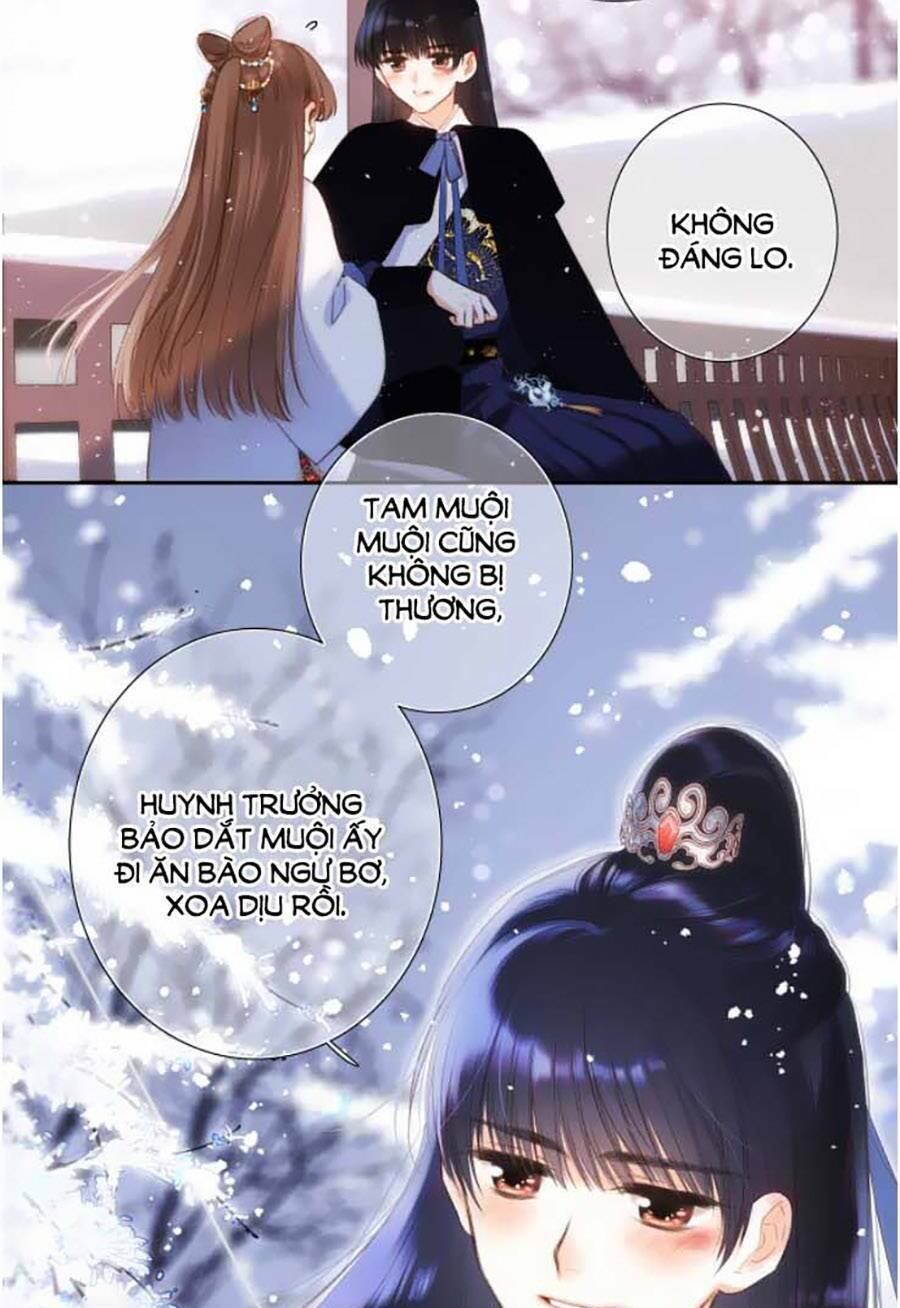 KHÔNG
ĐÁNG LO.
TAM MUỘI
MUỘI CŨNG
KHÔNG BỊ
THƯƠNG,
HUYNH TRƯỞNG
BẢO DẮT MUỘI ẤY
ĐI ĂN BÀO NGƯ BƠ,
XOA DỊU RỒI.